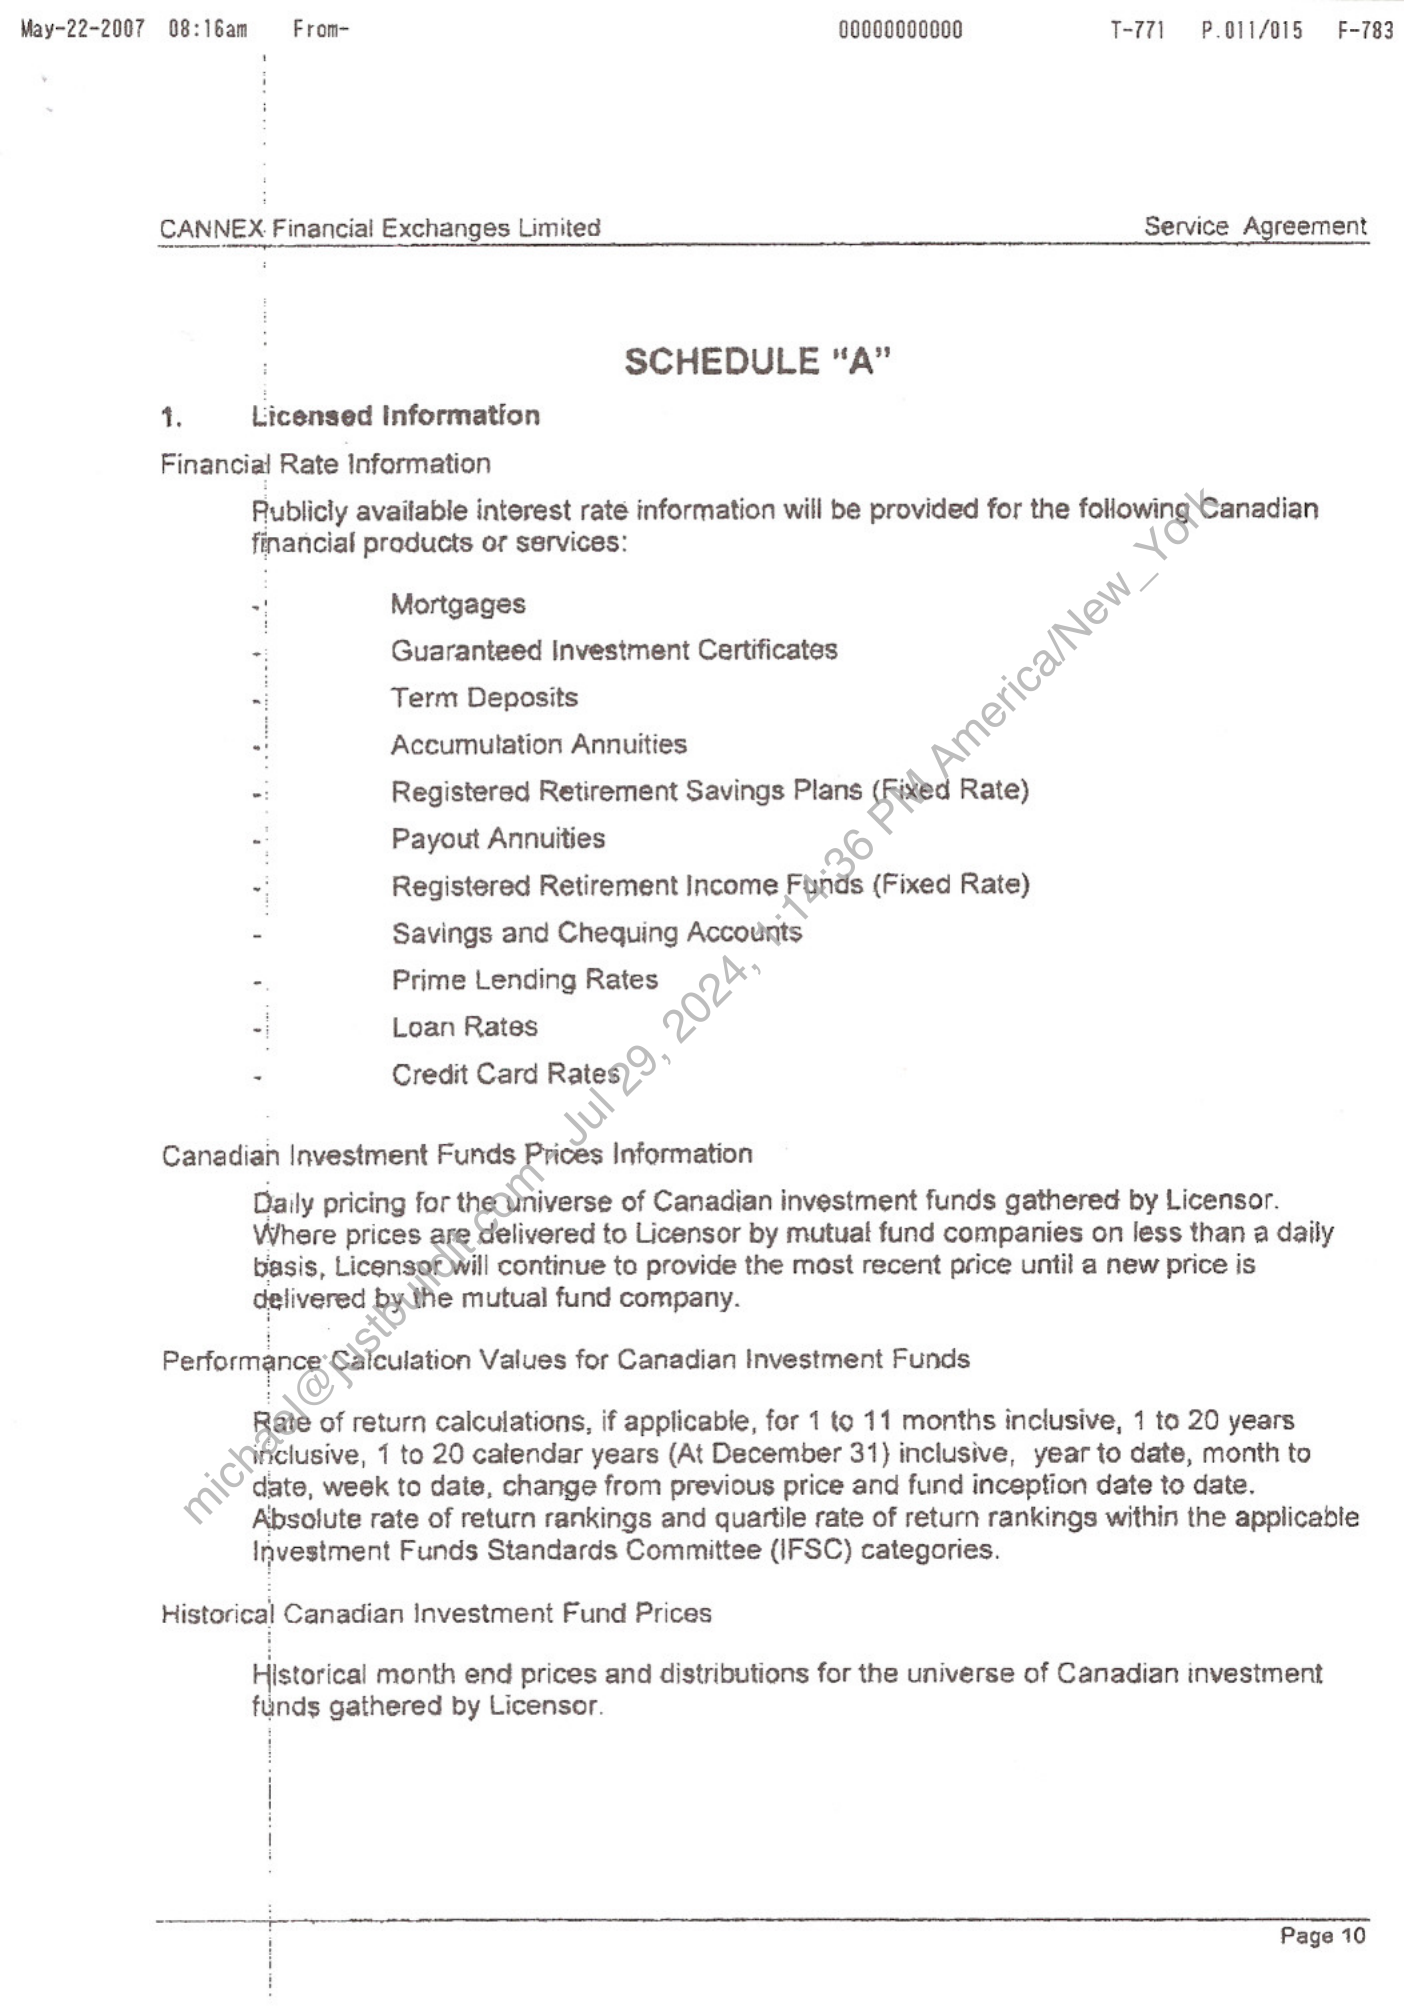 May-22-2007 08:16am From- 00000000000 T-771 P.011/015 F-783
CANNEX Financial Exchanges Limited Service Agreement
SCHEDULE "A"
1. Licensed Information
Financial Rate Information
Publicly available interest rate information will be provided for the following Canadian
financial products or services:
- Mortgages
- Guaranteed Investment Certificates
- Term Deposits
- Accumulation Annuities
- Registered Retirement Savings Plans (Fixed Rate)
- Payout Annuities
- Registered Retirement Income Funds (Fixed Rate)
- Savings and Chequing Accounts
- Prime Lending Rates
- Loan Rates
- Credit Card Rates
Canadian Investment Funds Prices Information
Daily pricing for the universe of Canadian investment funds gathered by Licensor.
Where prices are delivered to Licensor by mutual fund companies on less than a daily
basis, Licensor will continue to provide the most recent price until a new price is
delivered by the mutual fund company.
Performance Calculation Values for Canadian Investment Funds
Rate of return calculations, if applicable, for 1 to 11 months inclusive, 1 to 20 years
inclusive, 1 to 20 calendar years (At December 31) inclusive, year to date, month to
date, week to date, change from previous price and fund inception date to date.
Absolute rate of return rankings and quartile rate of return rankings within the applicable
Investment Funds Standards Committee (IFSC) categories.
Historical Canadian Investment Fund Prices
Historical month end prices and distributions for the universe of Canadian investment
funds gathered by Licensor.
Page 10
michael@justbuildit.com - Jul 29, 2024, 1:14:36 PM America/New_York